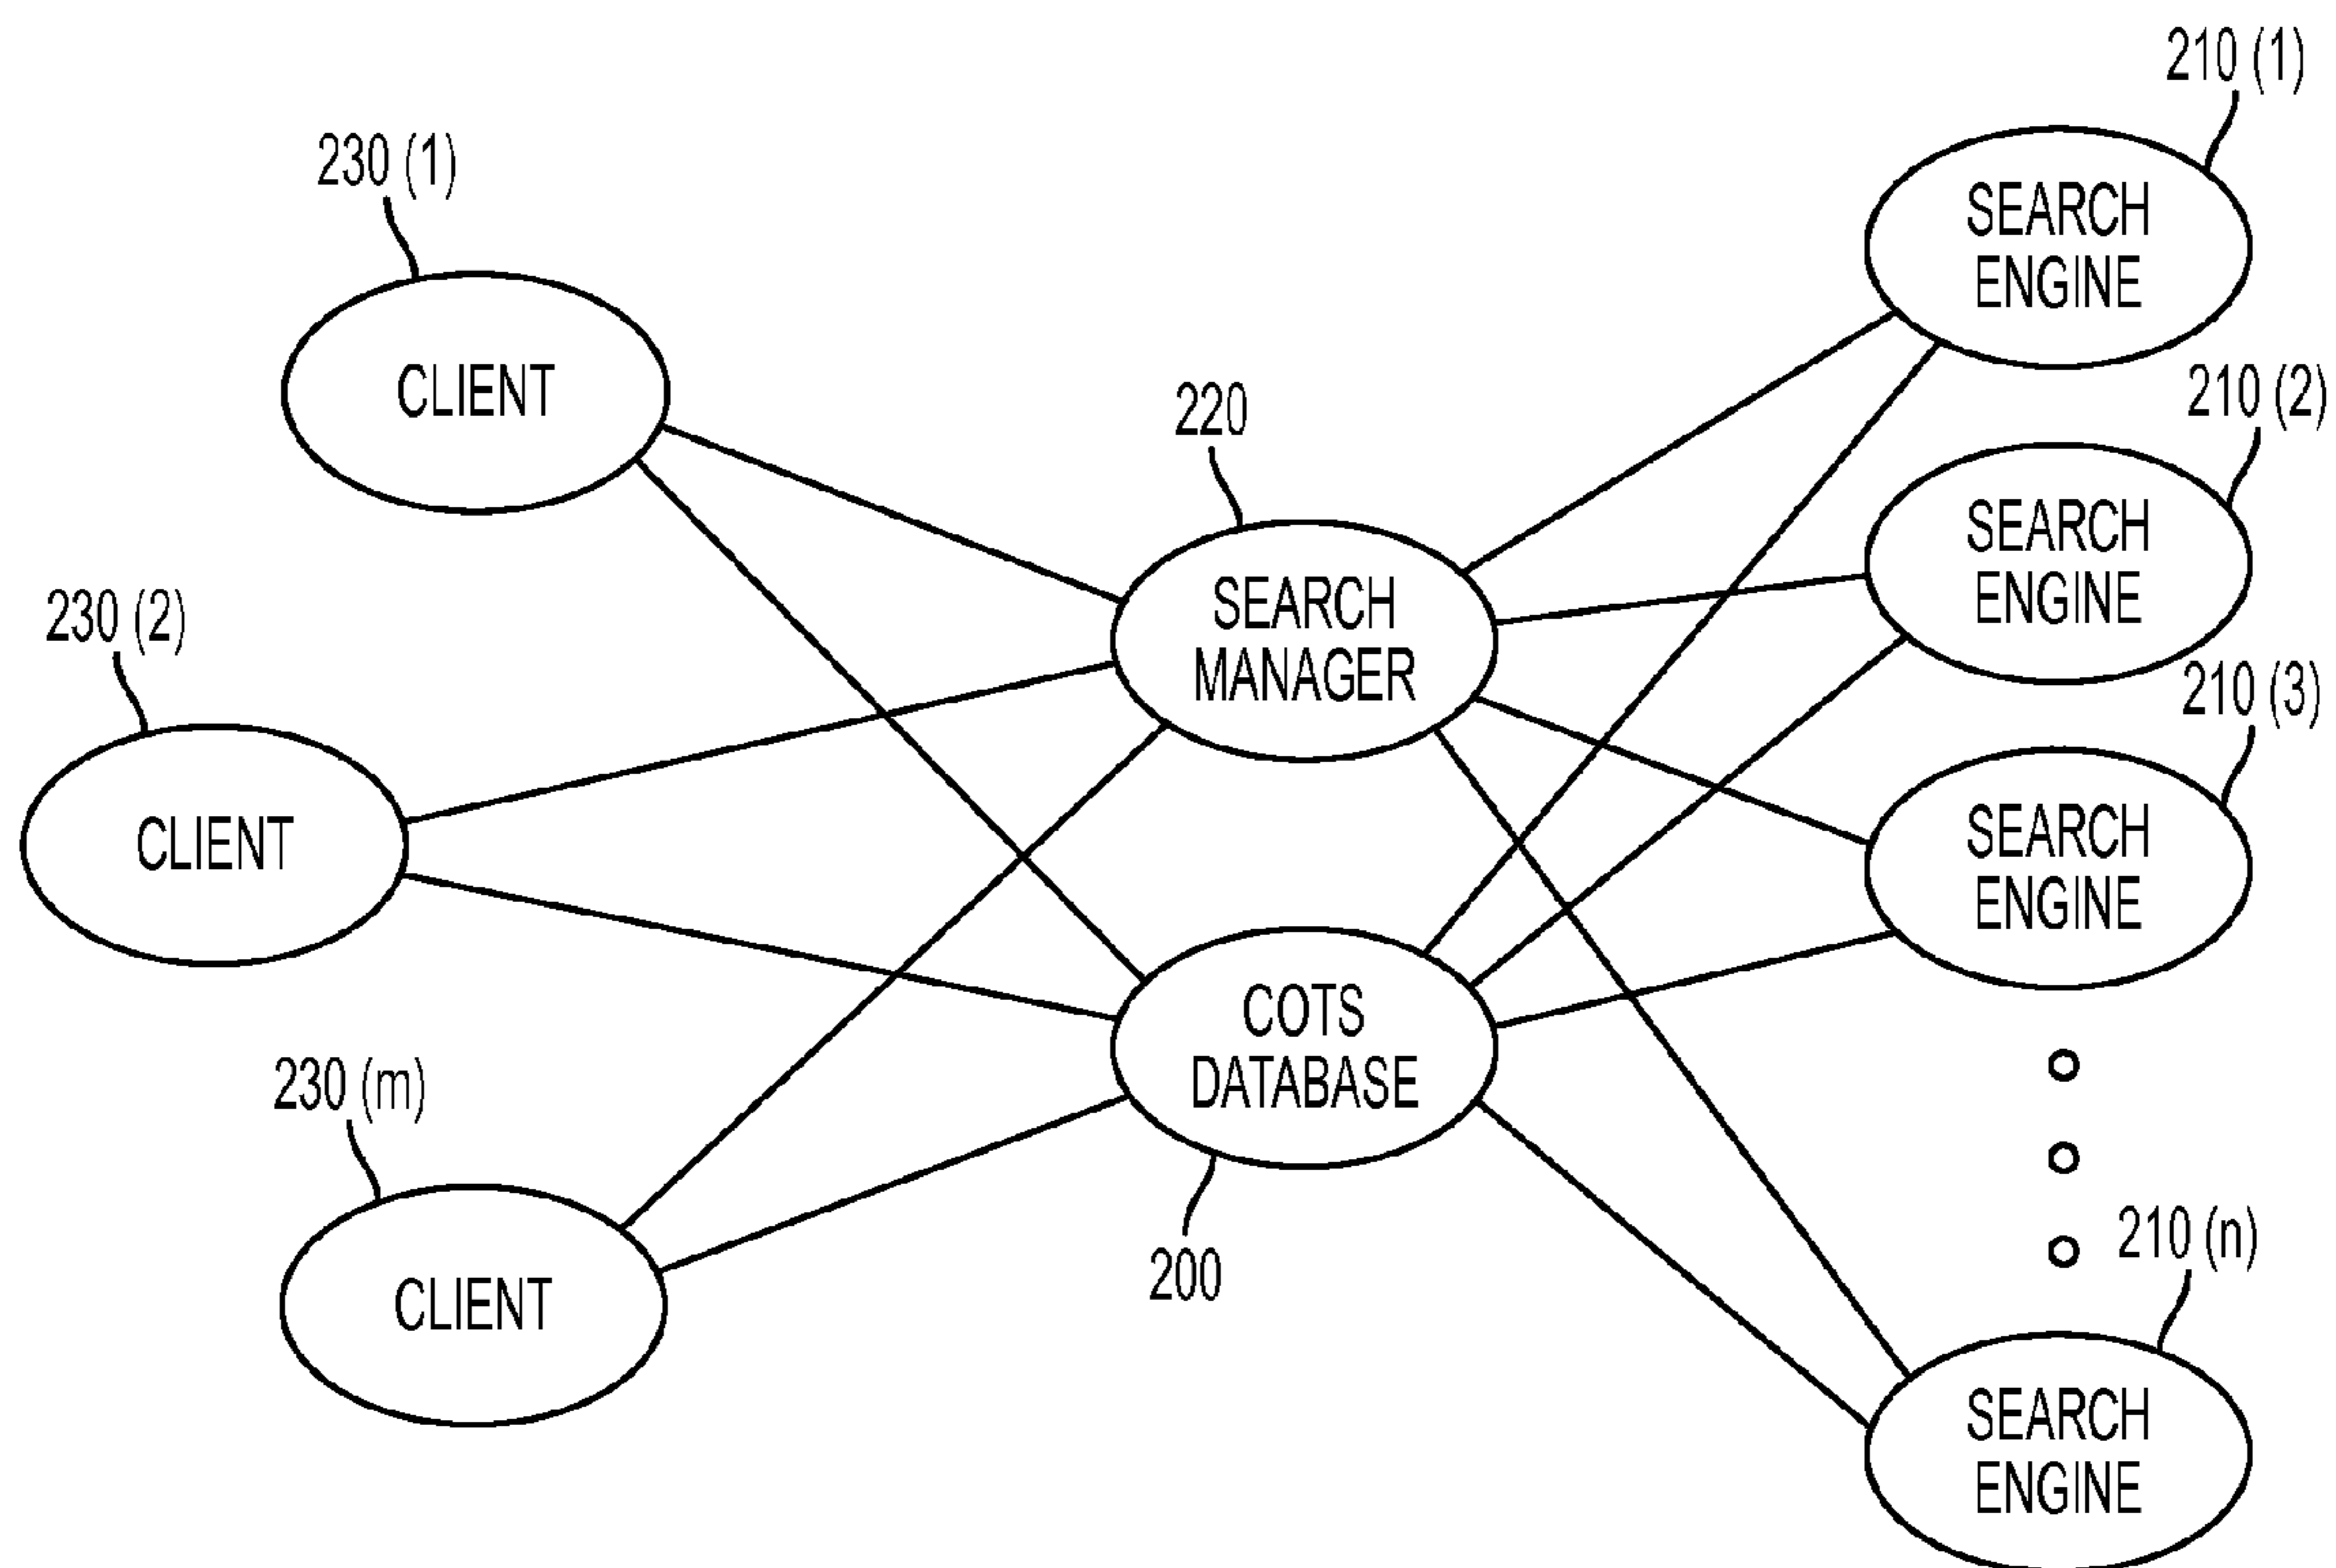 210 (1)
SEARCH
ENGINE
230 (1)
CLIENT
210 (2)
SEARCH
ENGINE
220
SEARCH
MANAGER
230 (2)
CLIENT
210 (3)
SEARCH
ENGINE
COTS
DATABASE
200
230 (m)
CLIENT
210 (n)
SEARCH
ENGINE